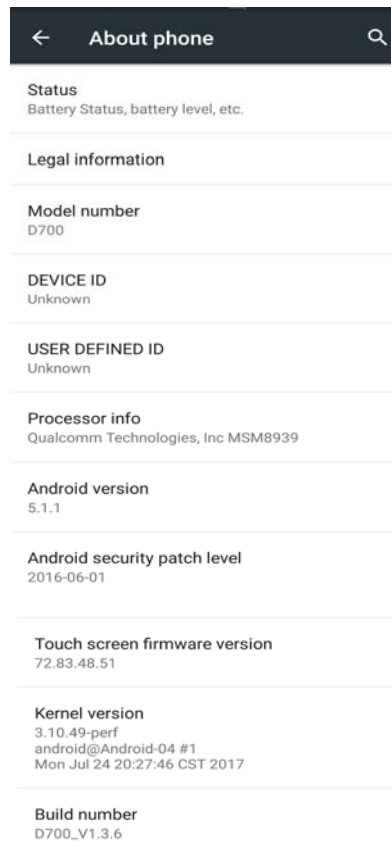 About phone
Status
Battery Status, battery level, etc.
Legal information
Model number
D700
DEVICE ID
Unknown
USER DEFINED ID
Unknown
Processor info
Qualcomm Technologies, Inc MSM8939
Android version
5.1.1
Android security patch level
2016-06-01
Touch screen firmware version
72.83.48.51
Kernel version
3.10.49-perf
android@Android-04 #1
Mon Jul 24 20:27:46 CST 2017
Build number
D700_V1.3.6